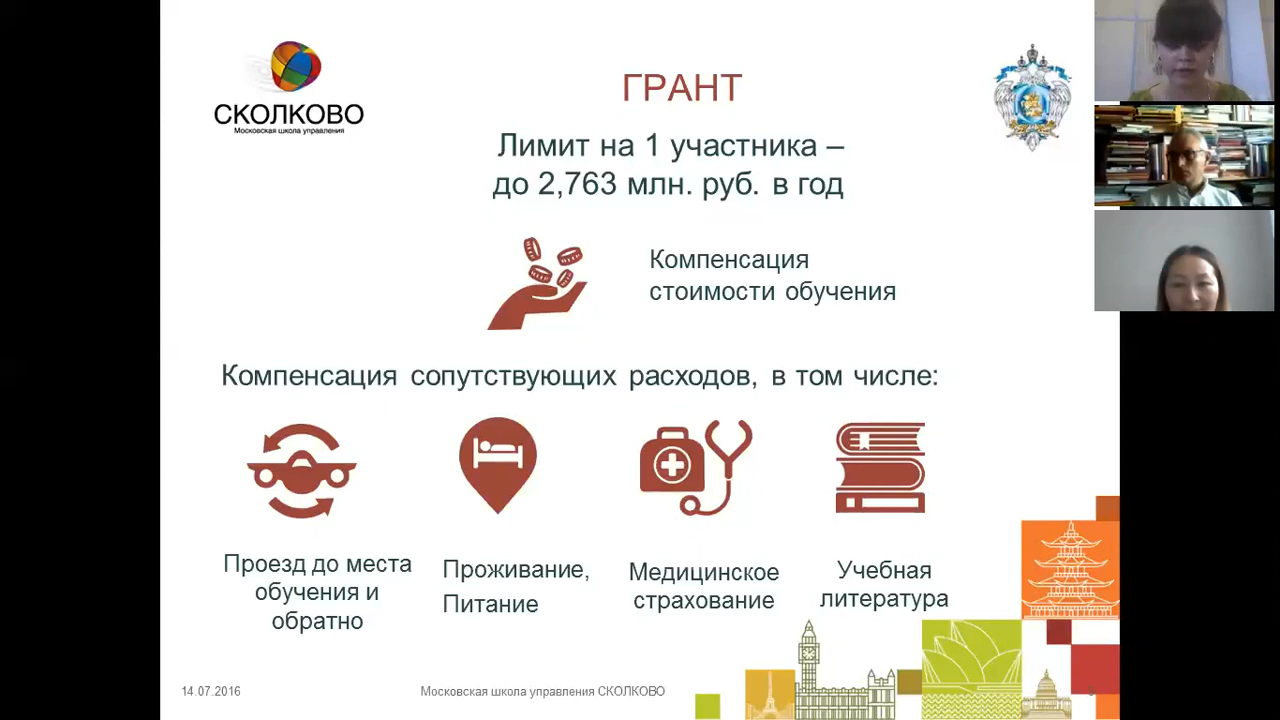 СКОЛКОВО
Московская школа управления
ГРАНТ
Лимит на 1 участника –
до 2,763 млн. руб. в год
Компенсация
стоимости обучения
Компенсация сопутствующих расходов, в том числе:
Проезд до места
обучения и
обратно
Проживание,
Питание
Медицинское
страхование
Учебная
литература
14.07.2016
Московская школа управления СКОЛКОВО